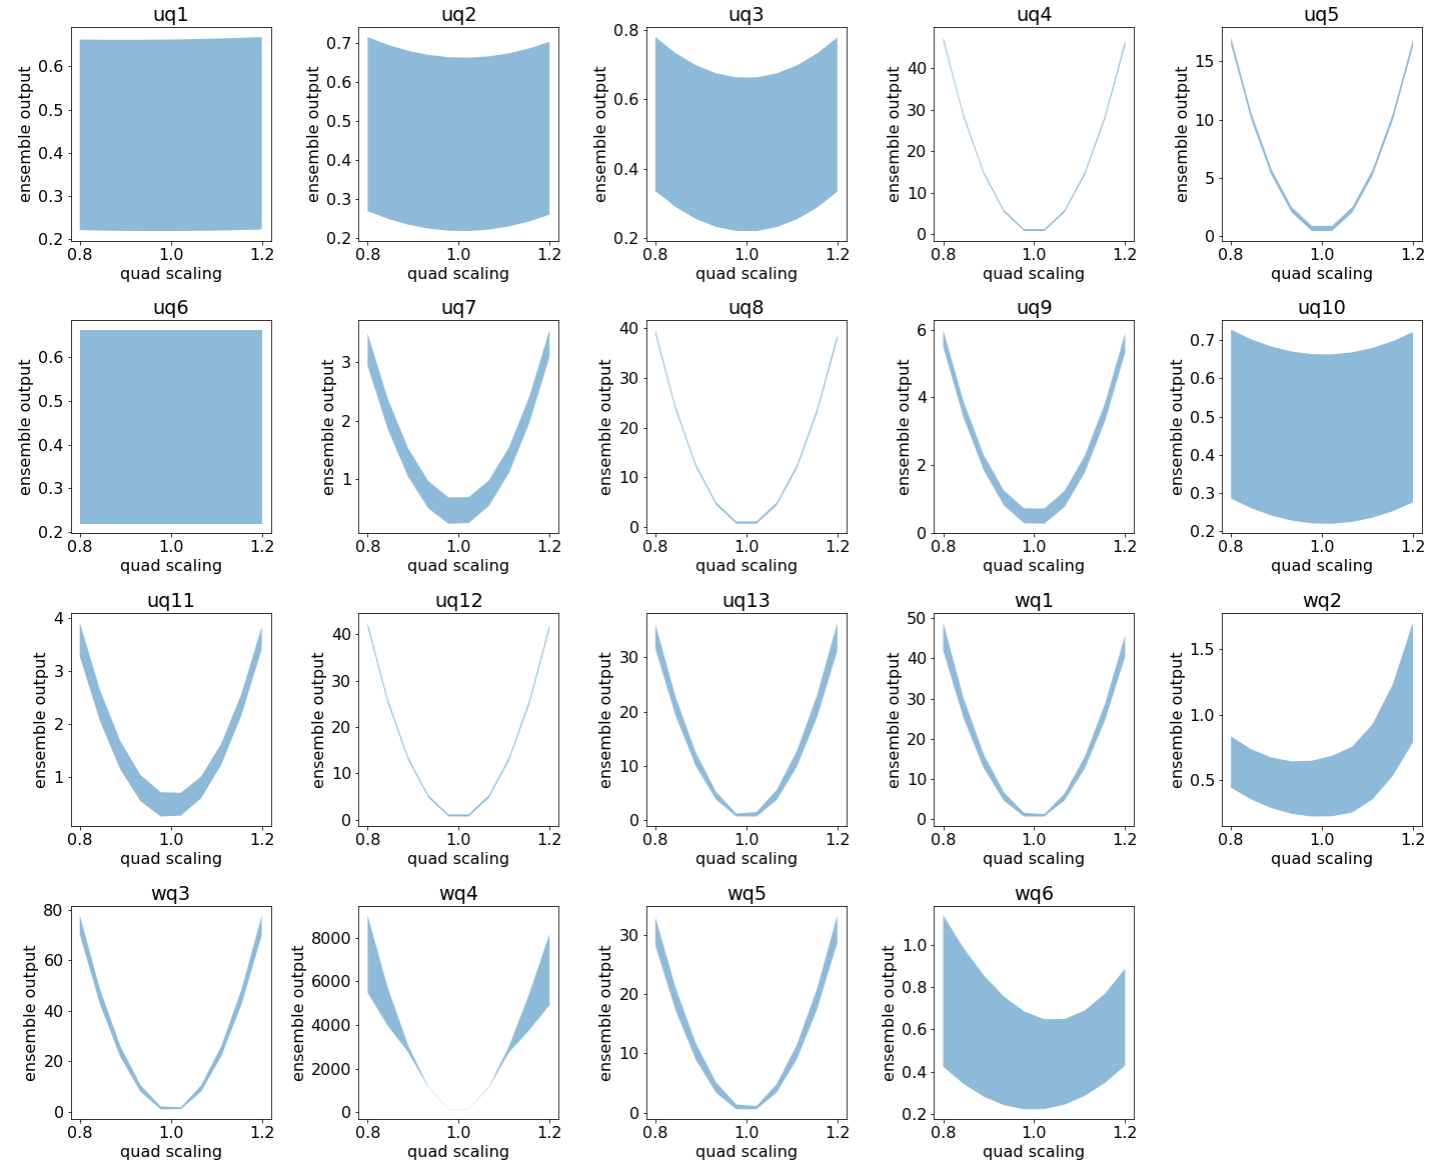 uq1
ensemble output
0.6
0.5
0.4
0.3
0.2
0.8 1.0 1.2
quad scaling
uq2
ensemble output
0.7
0.6
0.5
0.4
0.3
0.2
0.8 1.0 1.2
quad scaling
uq3
ensemble output
0.8
0.6
0.4
0.2
0.8 1.0 1.2
quad scaling
uq4
ensemble output
40
30
20
10
0
0.8 1.0 1.2
quad scaling
uq5
ensemble output
15
10
5
0
0.8 1.0 1.2
quad scaling
uq6
ensemble output
0.6
0.5
0.4
0.3
0.2
0.8 1.0 1.2
quad scaling
uq7
ensemble output
3
2
1
0.8 1.0 1.2
quad scaling
uq8
ensemble output
40
30
20
10
0
0.8 1.0 1.2
quad scaling
uq9
ensemble output
6
4
2
0
0.8 1.0 1.2
quad scaling
uq10
ensemble output
0.7
0.6
0.5
0.4
0.3
0.2
0.8 1.0 1.2
quad scaling
uq11
ensemble output
4
3
2
1
0.8 1.0 1.2
quad scaling
uq12
ensemble output
40
30
20
10
0
0.8 1.0 1.2
quad scaling
uq13
ensemble output
30
20
10
0
0.8 1.0 1.2
quad scaling
wq1
ensemble output
50
40
30
20
10
0
0.8 1.0 1.2
quad scaling
wq2
ensemble output
1.5
1.0
0.5
0.8 1.0 1.2
quad scaling
wq3
ensemble output
80
60
40
20
0
0.8 1.0 1.2
quad scaling
wq4
ensemble output
8000
6000
4000
2000
0
0.8 1.0 1.2
quad scaling
wq5
ensemble output
30
20
10
0
0.8 1.0 1.2
quad scaling
wq6
ensemble output
1.0
0.8
0.6
0.4
0.2
0.8 1.0 1.2
quad scaling